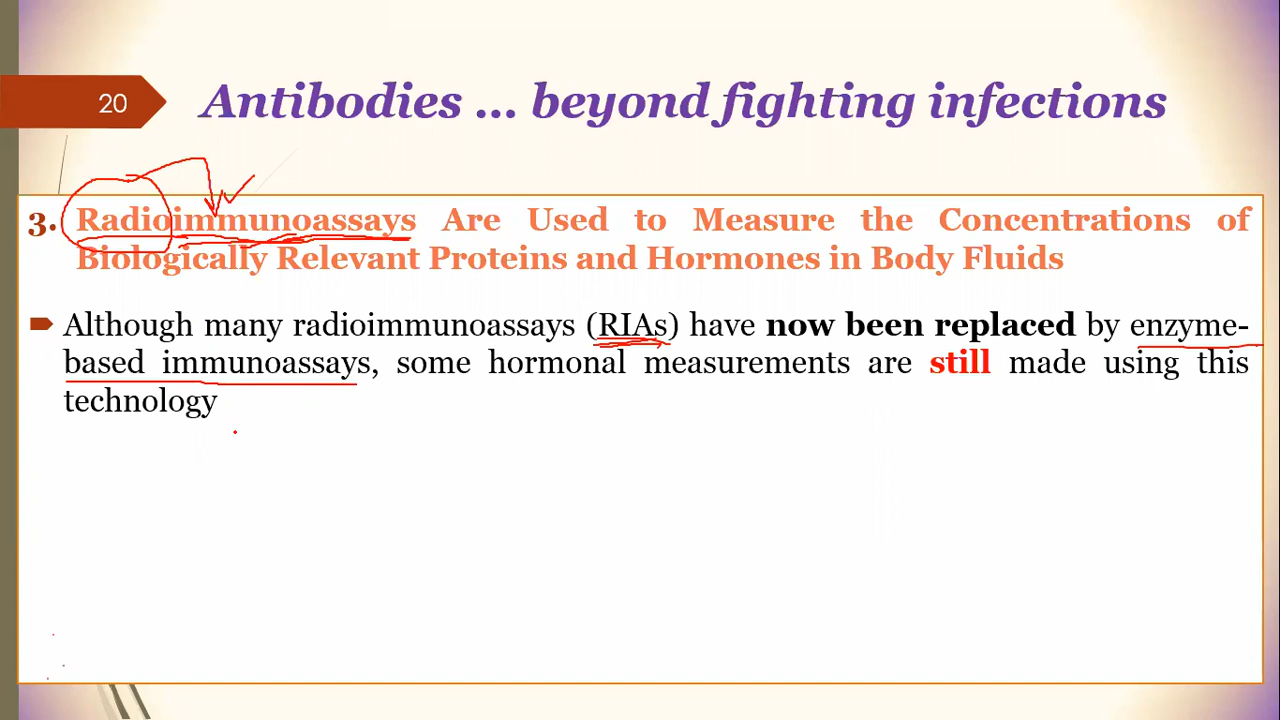 20
Antibodies ... beyond fighting infections
3. Radioimmunoassays Are Used to Measure the Concentrations of
Biologically Relevant Proteins and Hormones in Body Fluids
Although many radioimmunoassays (RIAs) have now been replaced by enzyme-
based immunoassays, some hormonal measurements are still made using this
technology